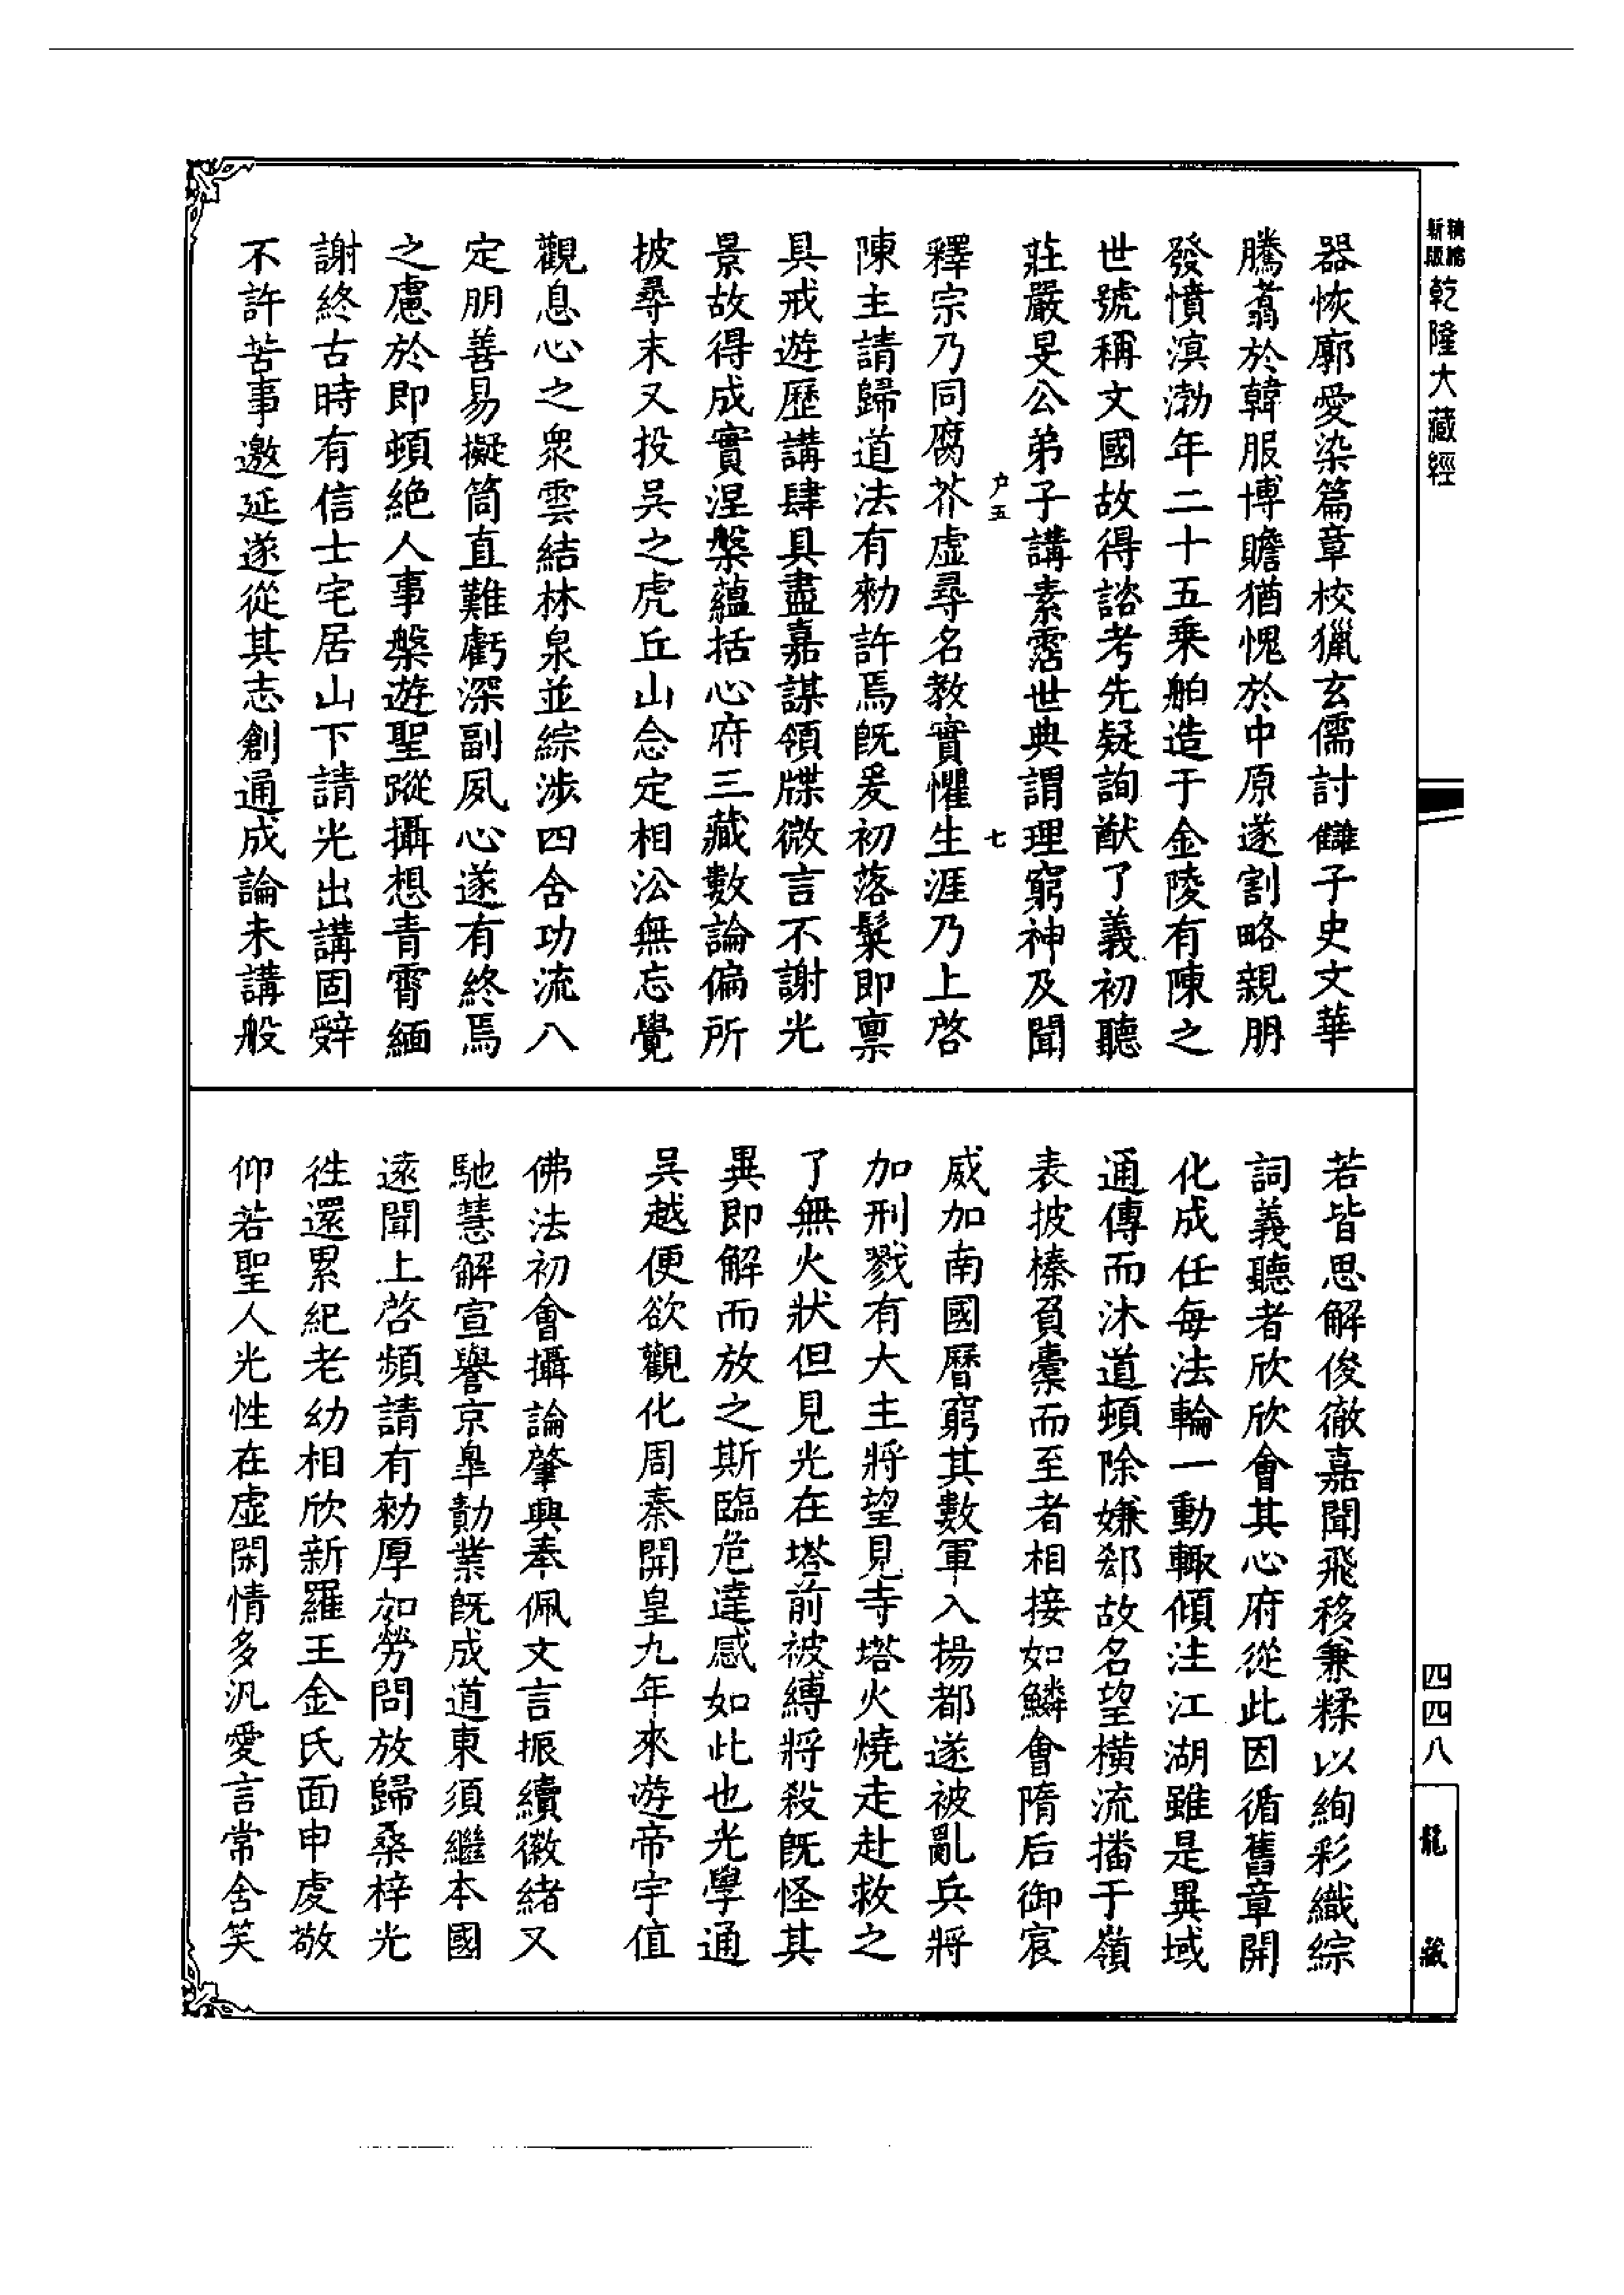 新版精縮乾隆大藏經
器恢廓愛染篇章校獵玄儒討讎子史文華
騰翥於韓服博贍猶愧於中原遂割略親朋
發憤溟渤年二十五乘舶造于金陵有陳之
世號稱文國故得諮考先疑詢猷了義初聽
莊嚴旻公弟子講素霑世典謂理窮神及聞
户五 七
釋宗乃同腐芥虛尋名教實懼生涯乃上啓
陳主請歸道法有勑許焉既爰初落髮即稟
具戒遊歷講肆具盡嘉謀領牒微言不謝光
景故得成實涅槃蘊括心府三藏數論偏所
披尋末又投吳之虎丘山念定相㳂無忘覺
觀息心之衆雲結林泉並綜涉四含功流八
定朋善易擬筒直難虧深副夙心遂有終焉
之慮於即頓絕人事槃遊聖蹤攝想青霄緬
謝終古時有信士宅居山下請光出講固辤
不許苦事邀延遂從其志創通成論末講般
若皆思解俊徹嘉聞飛移兼糅以絢彩織綜
詞義聽者欣欣會其心府從此因循舊章開
化成任每法輪一動輙傾注江湖雖是異域
通傳而沐道頓除嫌郄故名望橫流播于嶺
表披榛負橐而至者相接如鱗會隋后御㝢
威加南國曆窮其數軍入揚都遂被亂兵將
加刑戮有大主將望見寺塔火燒走赴救之
了無火狀但見光在塔前被縛將殺既怪其
異即解而放之斯臨危達感如此也光學通
吳越便欲觀化周秦開皇九年來遊帝宇值
佛法初會攝論肇興奉佩文言振續徽緒又
馳慧解宣譽京臯勣業既成道東須繼本國
遠聞上啓頻請有勑厚加勞問放歸桑梓光
徃還累紀老幼相欣新羅王金氏面申虔敬
仰若聖人光性在虛閑情多汎愛言常含笑
四四八
龍藏